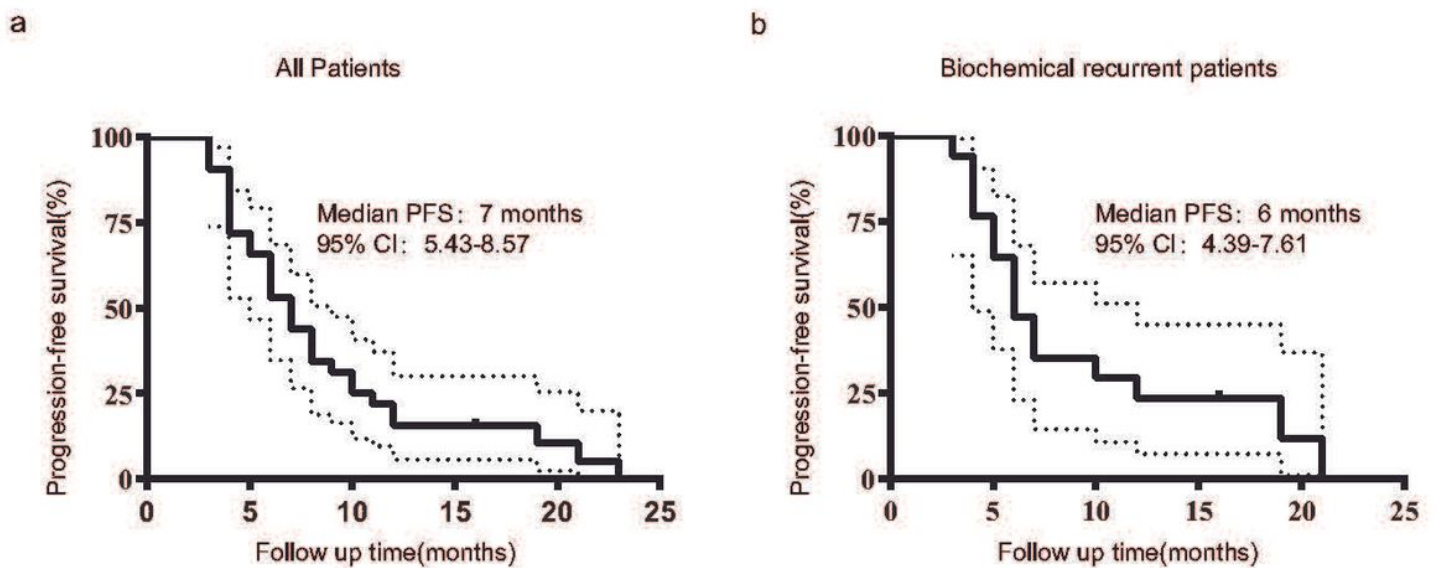 a
All Patients
Progression-free survival(%)
100
75
50
25
0
Median PFS: 7 months
95% CI: 5.43-8.57
0 5 10 15 20 25
Follow up time(months)
b
Biochemical recurrent patients
Progression-free survival(%)
100
75
50
25
0
Median PFS: 6 months
95% CI: 4.39-7.61
0 5 10 15 20 25
Follow up time(months)